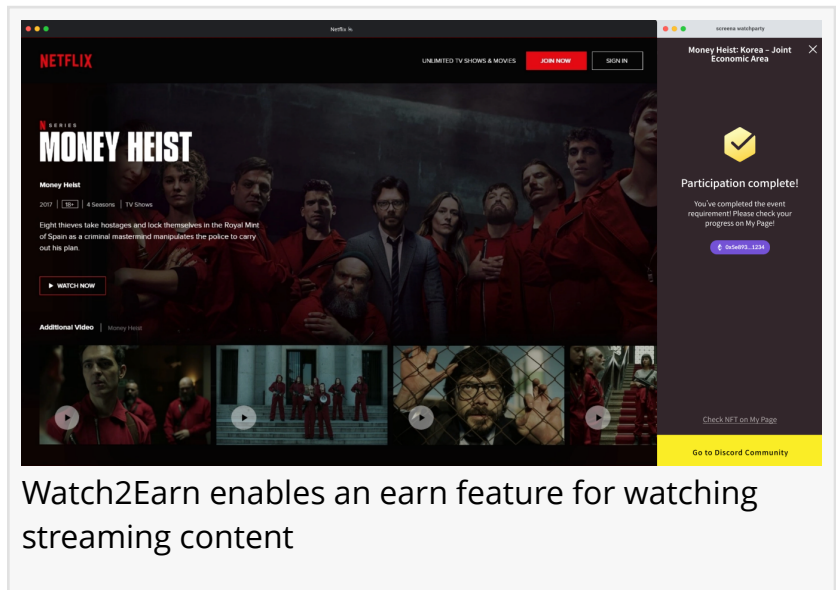 Netflix In
screena watchparty
NETFLIX
UNLIMITED TV SHOWS & MOVIES
JOIN NOW
SIGN IN
N SERIES
MONEY HEIST
Money Heist
2017 | 18+ | 4 Seasons | TV Shows
Eight thieves take hostages and lock themselves in the Royal Mint
of Spain as a criminal mastermind manipulates the police to carry
out his plan.
WATCH NOW
Additional Video | Money Heist
Money Heist: Korea – Joint
Economic Area
Participation complete!
You've completed the event
requirement! Please check your
progress on My Page!
0x5e893...1234
Check NFT on My Page
Go to Discord Community
Watch2Earn enables an earn feature for watching
streaming content